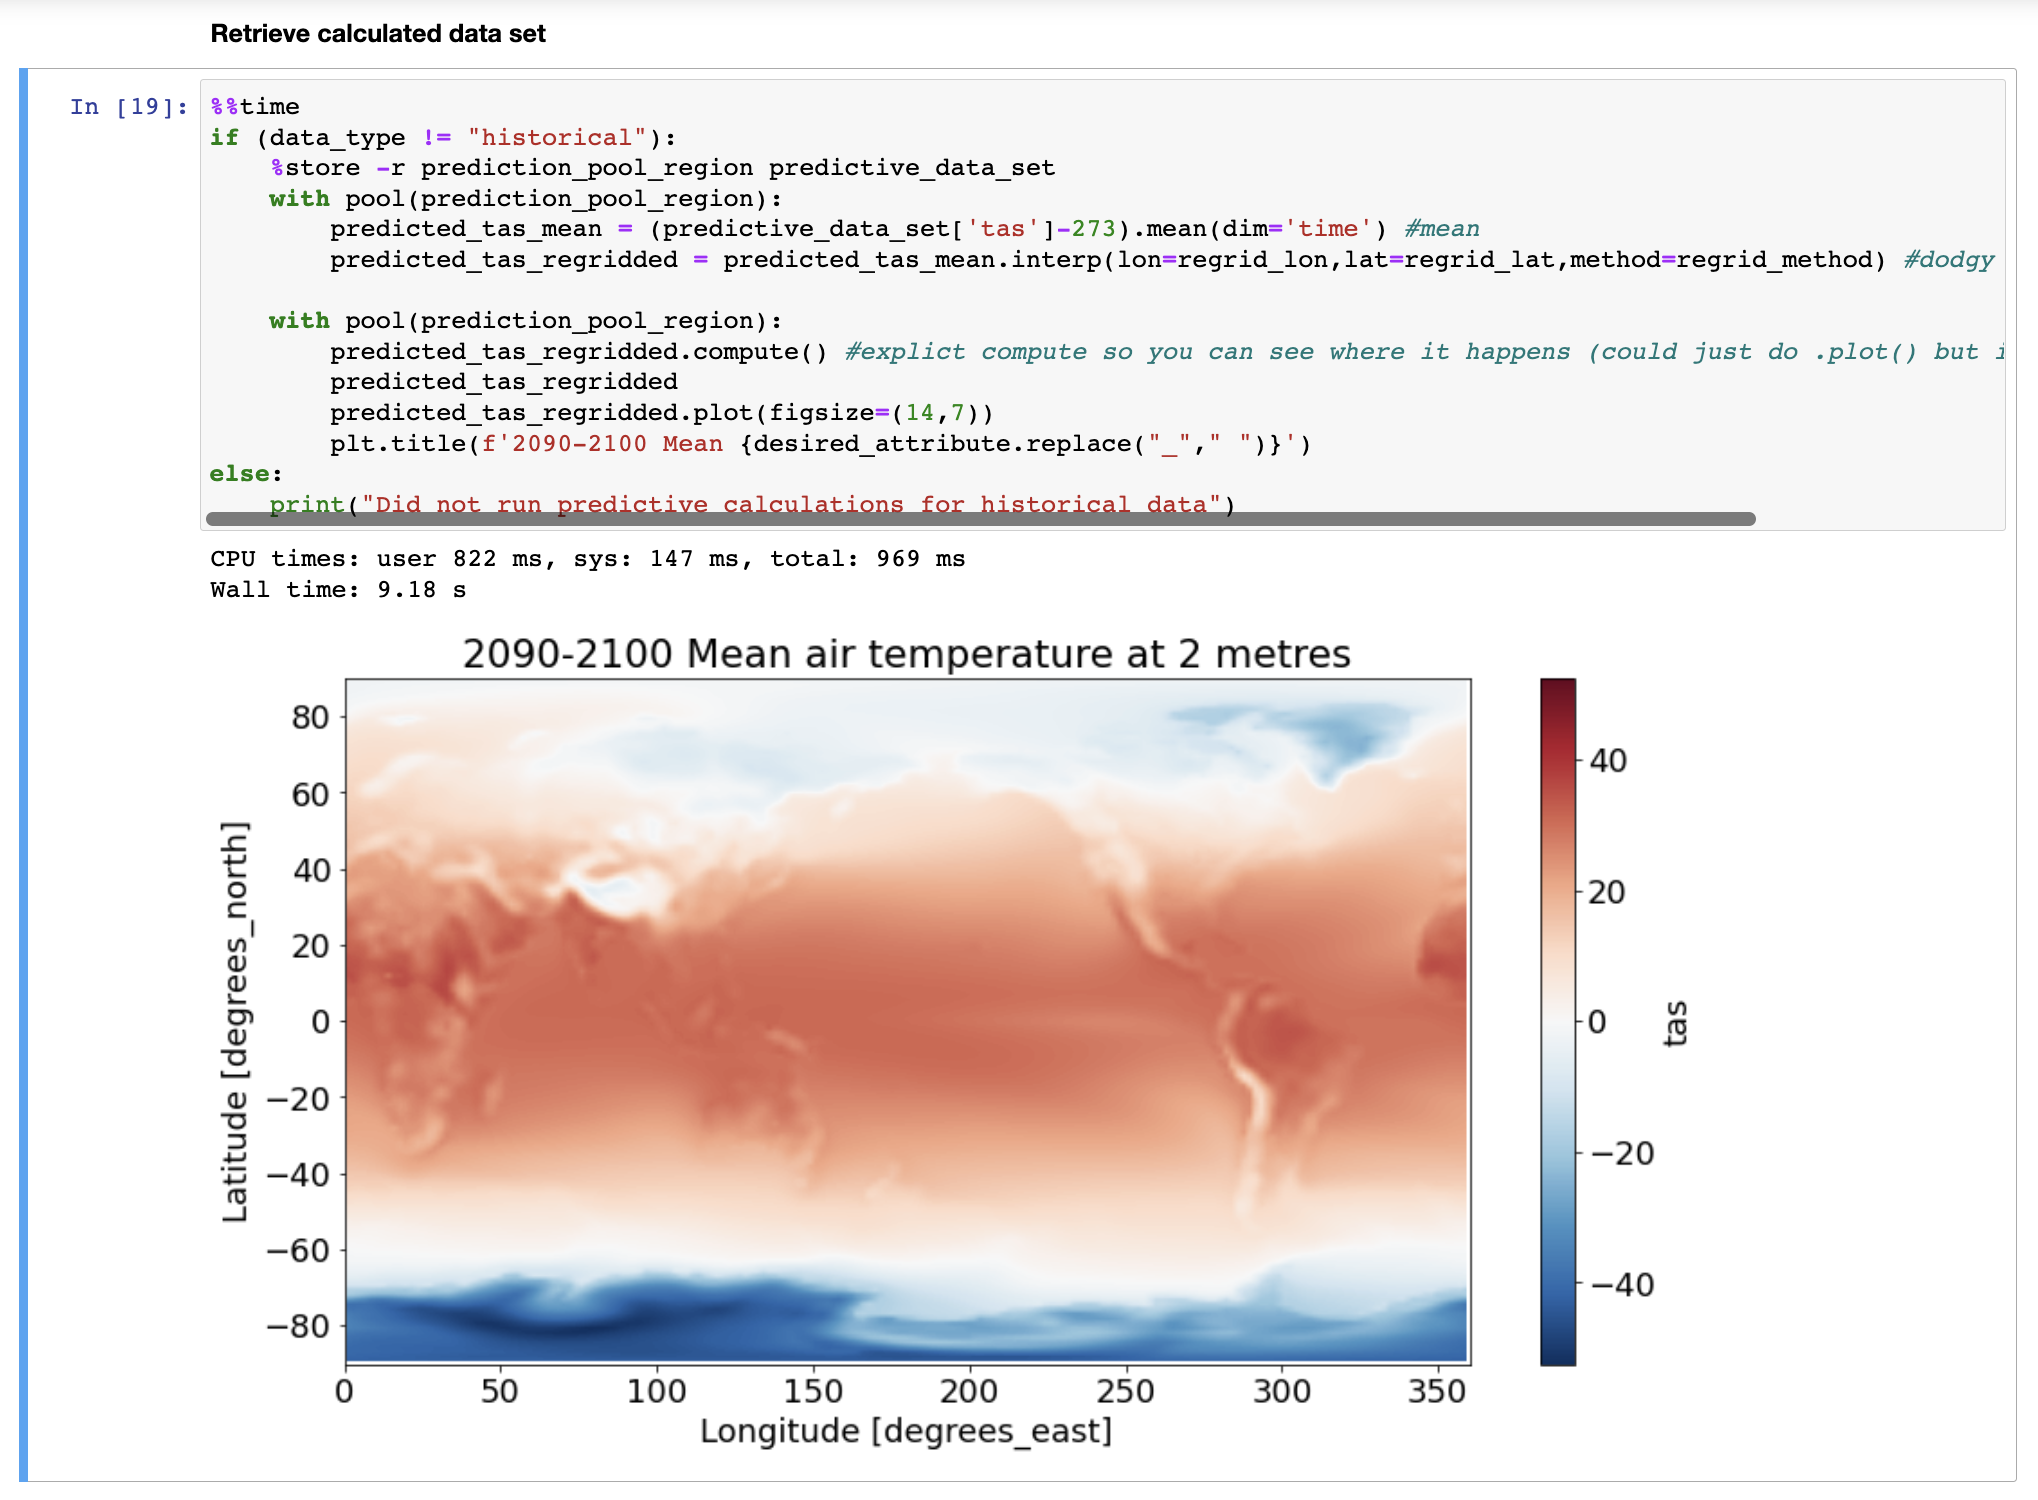 Retrieve calculated data set
In [19]:
%%time
if (data_type != "historical"):
    %store -r prediction_pool_region predictive_data_set
    with pool(prediction_pool_region):
        predicted_tas_mean = (predictive_data_set['tas']-273).mean(dim='time') #mean
        predicted_tas_regridded = predicted_tas_mean.interp(lon=regrid_lon,lat=regrid_lat,method=regrid_method) #dodgy
    with pool(prediction_pool_region):
        predicted_tas_regridded.compute() #explict compute so you can see where it happens (could just do .plot() but i
        predicted_tas_regridded
        predicted_tas_regridded.plot(figsize=(14,7))
        plt.title(f'2090-2100 Mean {desired_attribute.replace("_"," ")}')
else:
    print("Did not run predictive calculations for historical data")
CPU times: user 822 ms, sys: 147 ms, total: 969 ms
Wall time: 9.18 s
2090-2100 Mean air temperature at 2 metres
80
60
40
20
0
−20
−40
−60
−80
Latitude [degrees_north]
0 50 100 150 200 250 300 350
Longitude [degrees_east]
40
20
0
−20
−40
tas